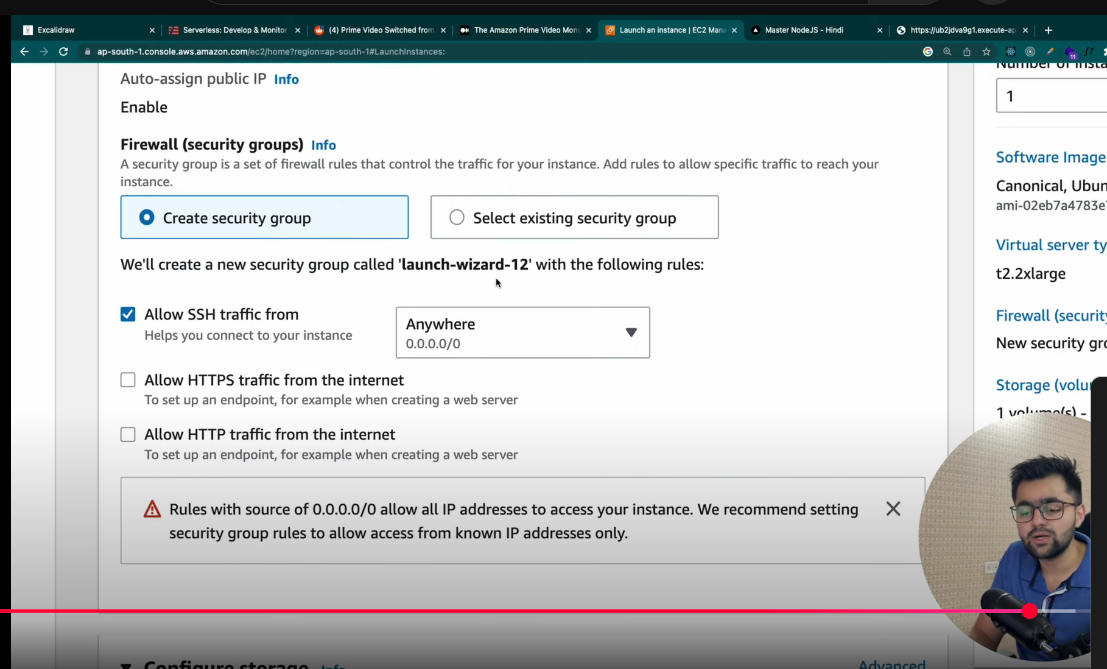 Excalidraw
Serverless: Develop & Monitor
(4) Prime Video Switched from
The Amazon Prime Video Mon
Launch an instance | EC2 Man
Master NodeJS - Hindi
https://ub2jdva9g1.execute-ap
ap-south-1.console.aws.amazon.com/ec2/home?region=ap-south-1#LaunchInstances:
Auto-assign public IP Info
Enable
Firewall (security groups) Info
A security group is a set of firewall rules that control the traffic for your instance. Add rules to allow specific traffic to reach your
instance.
Create security group
Select existing security group
We'll create a new security group called 'launch-wizard-12' with the following rules:
Allow SSH traffic from
Helps you connect to your instance
Anywhere
0.0.0.0/0
Allow HTTPS traffic from the internet
To set up an endpoint, for example when creating a web server
Allow HTTP traffic from the internet
To set up an endpoint, for example when creating a web server
Rules with source of 0.0.0.0/0 allow all IP addresses to access your instance. We recommend setting
security group rules to allow access from known IP addresses only.
Configure storage Info
Advanced
Number of insta
1
Software Image
Canonical, Ubun
ami-02eb7a4783e
Virtual server ty
t2.2xlarge
Firewall (security
New security gro
Storage (volu
1 volume(s) -